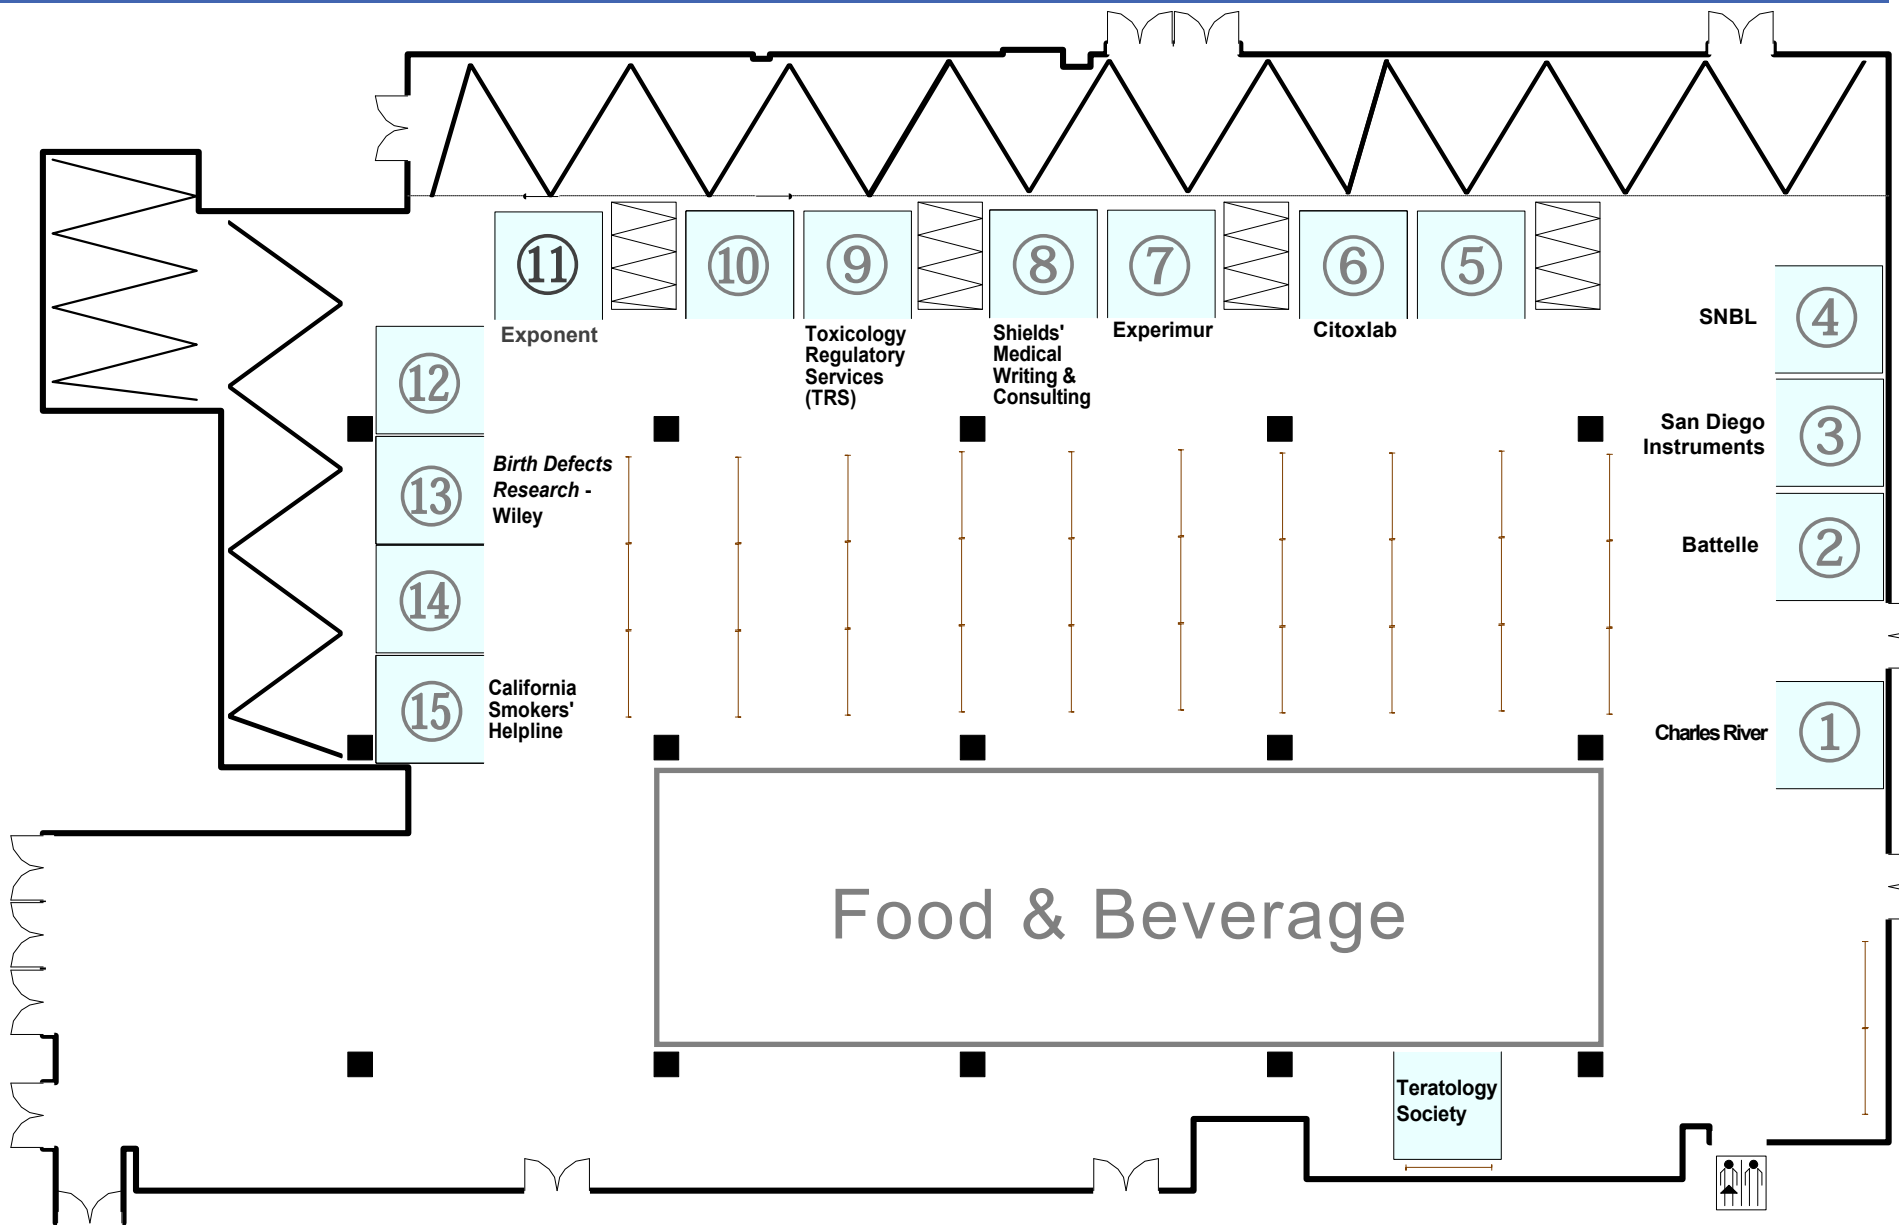 11
10
9
8
7
6
5
Exponent
Toxicology
Regulatory
Services
(TRS)
Shields'
Medical
Writing &
Consulting
Experimur
Citoxlab
SNBL
4
12
San Diego
Instruments
3
Birth Defects
Research -
Wiley
13
Battelle
2
14
15
California
Smokers'
Helpline
Charles River
1
Food & Beverage
Teratology
Society